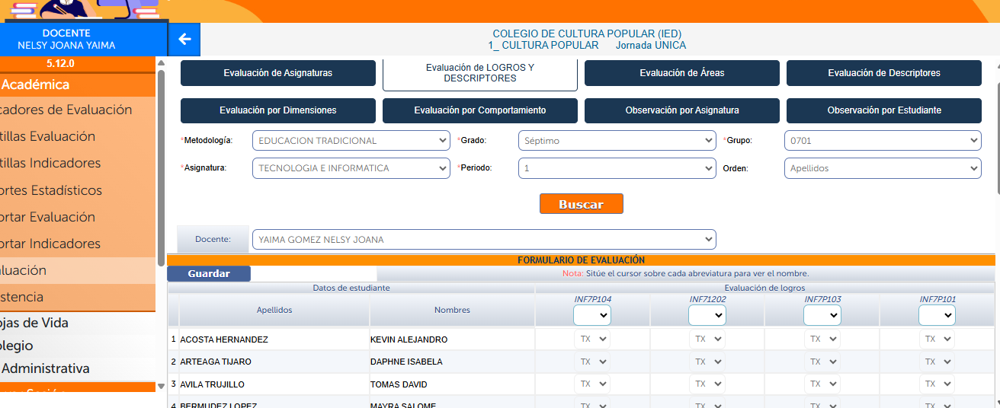 DOCENTE
NELSY JOANA YAIMA
COLEGIO DE CULTURA POPULAR (IED)
1_ CULTURA POPULAR Jornada UNICA
5.12.0
Académica
cadores de Evaluación
tillas Evaluación
tillas Indicadores
ortes Estadísticos
ortar Evaluación
ortar Indicadores
luación
stencia
ojas de Vida
olegio
Administrativa
Evaluación de Asignaturas
Evaluación de LOGROS Y
DESCRIPTORES
Evaluación de Áreas
Evaluación de Descriptores
Evaluación por Dimensiones
Evaluación por Comportamiento
Observación por Asignatura
Observación por Estudiante
*Metodología: EDUCACION TRADICIONAL *Grado: Séptimo *Grupo: 0701
*Asignatura: TECNOLOGIA E INFORMATICA *Periodo: 1 Orden: Apellidos
Buscar
Docente: YAIMA GOMEZ NELSY JOANA
FORMULARIO DE EVALUACIÓN
Guardar Nota: Sitúe el cursor sobre cada abreviatura para ver el nombre.
Datos de estudiante Evaluación de logros
Apellidos Nombres INF7P104 INF71202 INF7P103 INF7P101
1 ACOSTA HERNANDEZ KEVIN ALEJANDRO TX TX TX TX
2 ARTEAGA TIJARO DAPHNE ISABELA TX TX TX TX
3 AVILA TRUJILLO TOMAS DAVID TX TX TX TX
4 BERMUDEZ LOPEZ MAYRA SALOME TX TX TX TX